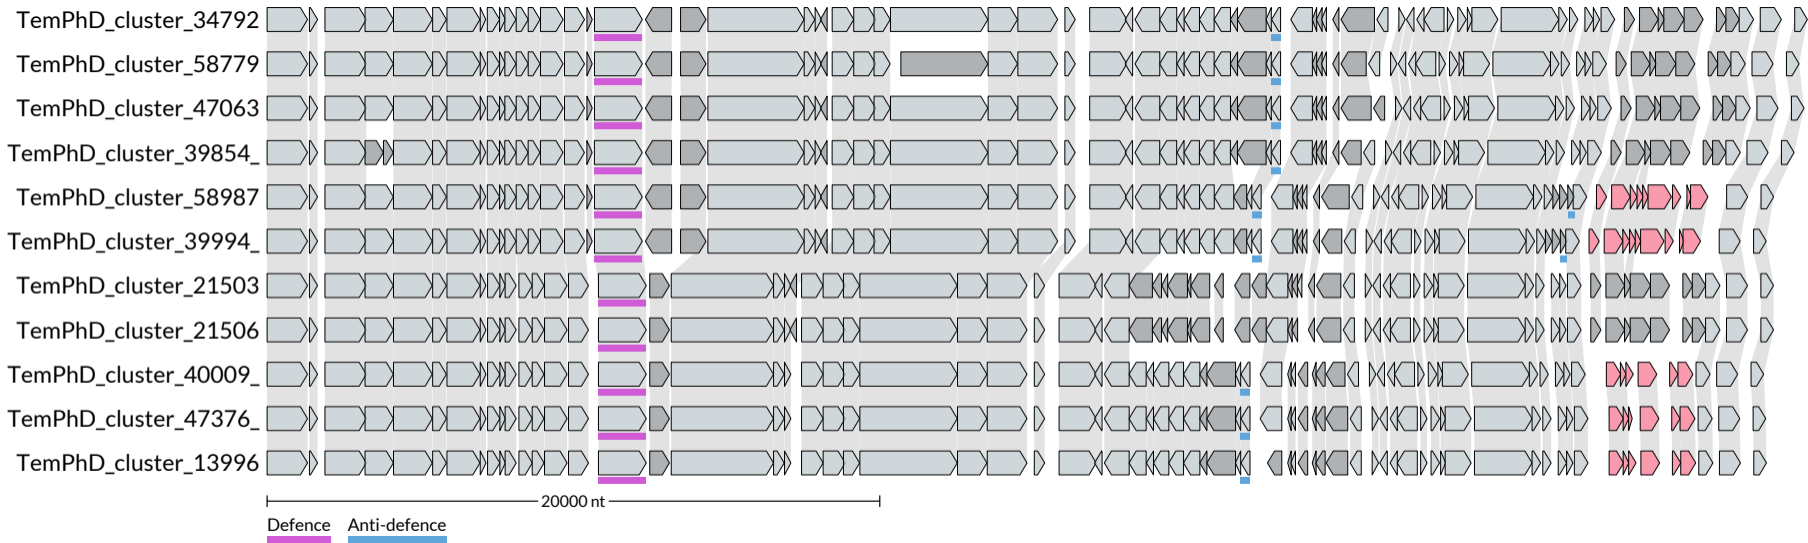 TemPhD_cluster_34792
TemPhD_cluster_58779
TemPhD_cluster_47063
TemPhD_cluster_39854_
TemPhD_cluster_58987
TemPhD_cluster_39994_
TemPhD_cluster_21503
TemPhD_cluster_21506
TemPhD_cluster_40009_
TemPhD_cluster_47376_
TemPhD_cluster_13996
20000 nt
Defence Anti-defence